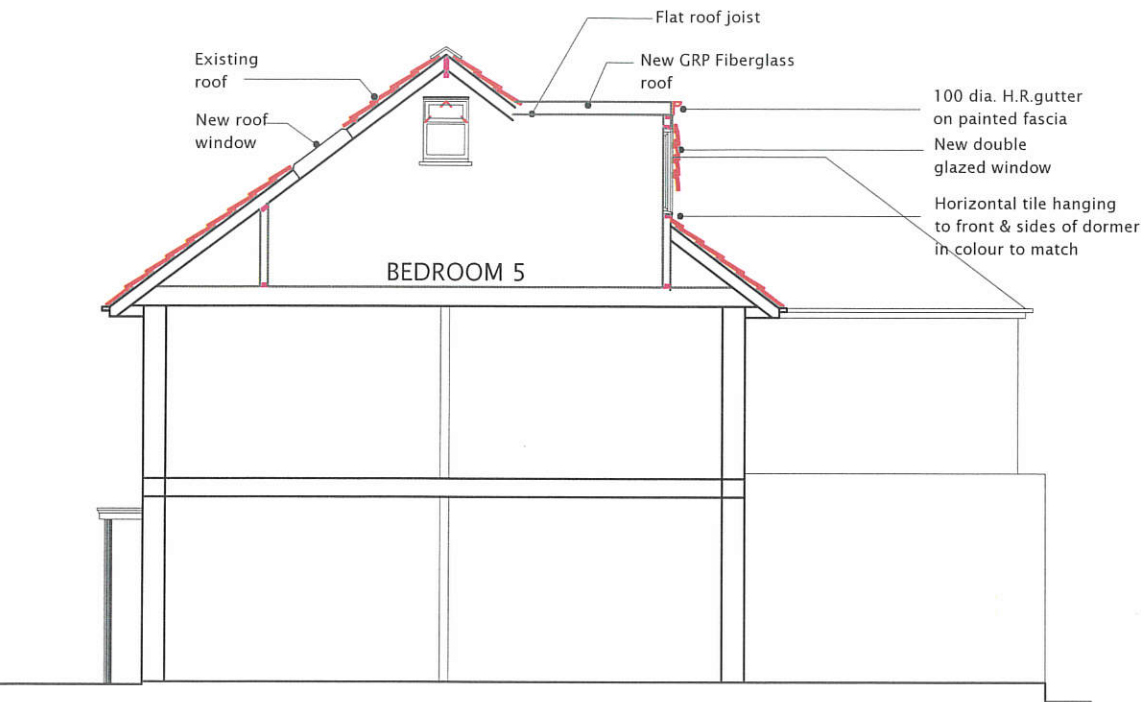 Flat roof joist
Existing
roof
New GRP Fiberglass
roof
New roof
window
100 dia. H.R.gutter
on painted fascia
New double
glazed window
Horizontal tile hanging
to front & sides of dormer
in colour to match
BEDROOM 5